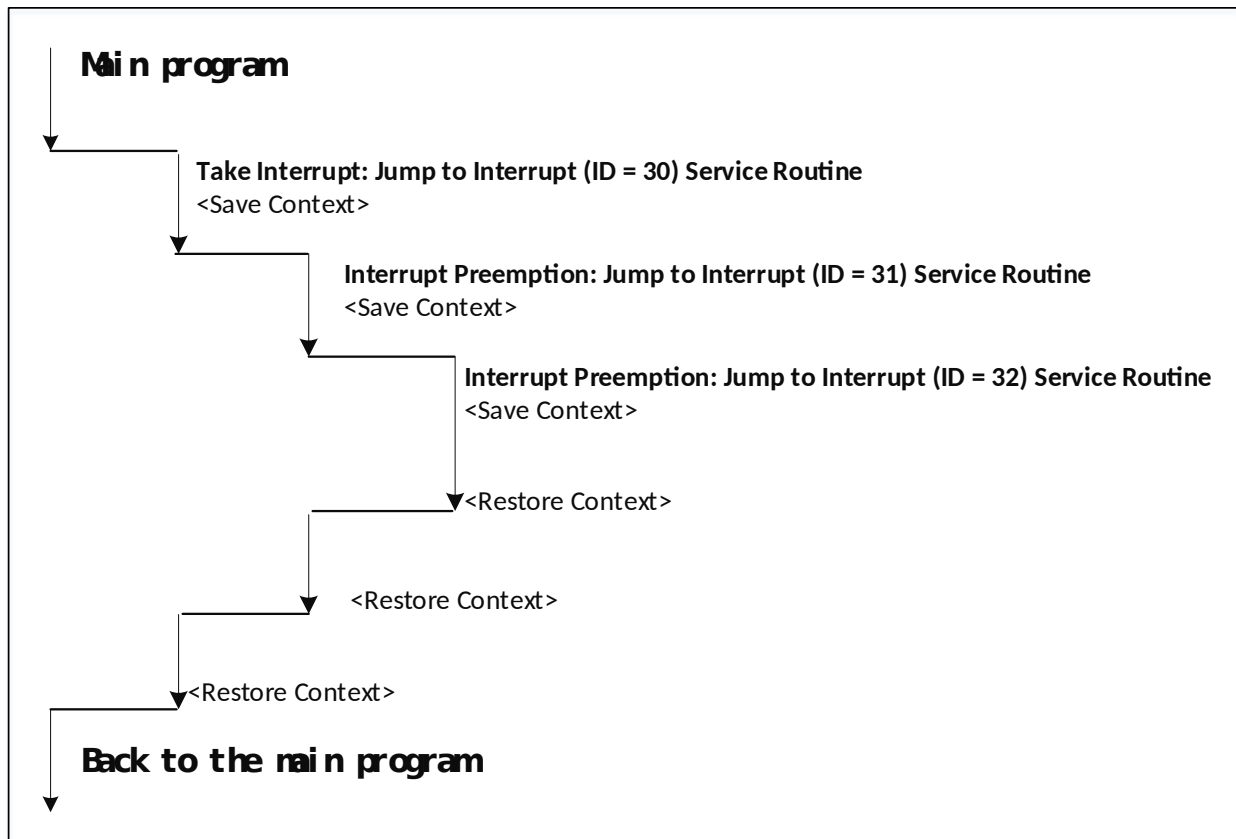 Main program
Take Interrupt: Jump to Interrupt (ID = 30) Service Routine
<Save Context>
Interrupt Preemption: Jump to Interrupt (ID = 31) Service Routine
<Save Context>
Interrupt Preemption: Jump to Interrupt (ID = 32) Service Routine
<Save Context>
<Restore Context>
<Restore Context>
<Restore Context>
Back to the main program